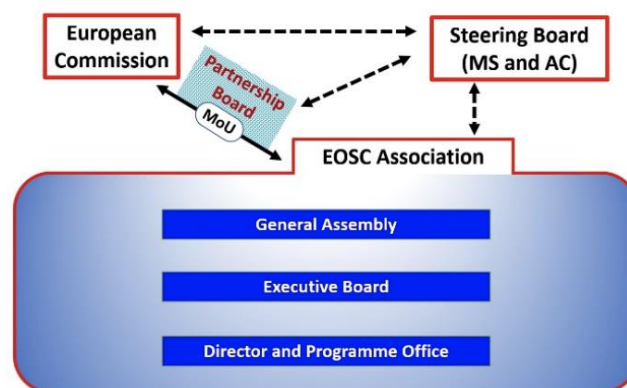 European
Commission
Steering Board
(MS and AC)
Partnership
Board
MoU
EOSC Association
General Assembly
Executive Board
Director and Programme Office